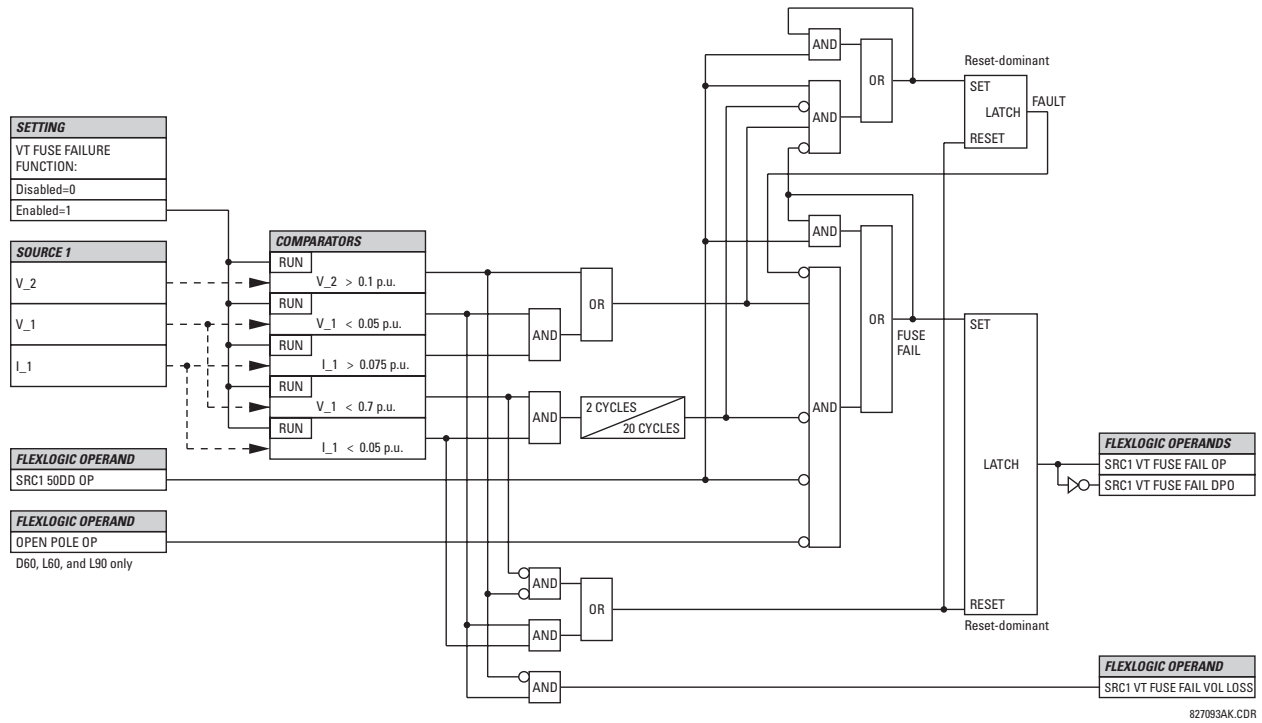 SETTING
VT FUSE FAILURE
FUNCTION:
Disabled=0
Enabled=1
SOURCE 1
V_2
V_1
I_1
FLEXLOGIC OPERAND
SRC1 50DD OP
FLEXLOGIC OPERAND
OPEN POLE OP
D60, L60, and L90 only
COMPARATORS
RUN
V_2 > 0.1 p.u.
RUN
V_1 < 0.05 p.u.
RUN
I_1 > 0.075 p.u.
RUN
V_1 < 0.7 p.u.
RUN
I_1 < 0.05 p.u.
OR
AND
AND
2 CYCLES
20 CYCLES
AND
OR
AND
AND
AND
OR
AND
AND
OR
AND
FUSE
FAIL
Reset-dominant
SET
LATCH
RESET
FAULT
SET
LATCH
RESET
Reset-dominant
FLEXLOGIC OPERANDS
SRC1 VT FUSE FAIL OP
SRC1 VT FUSE FAIL DPO
FLEXLOGIC OPERAND
SRC1 VT FUSE FAIL VOL LOSS
827093AK.CDR